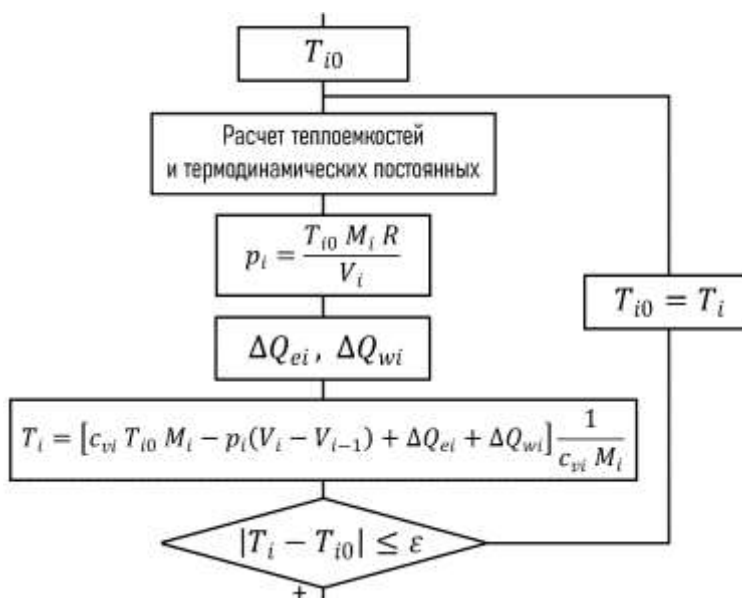 T_{i0}
Расчет теплоемкостей
и термодинамических постоянных
p_i = \frac{T_{i0} M_i R}{V_i}
ΔQ_{ei}, ΔQ_{wi}
T_{i0} = T_i
T_i = [c_{vi} T_{i0} M_i − p_i(V_i − V_{i−1}) + ΔQ_{ei} + ΔQ_{wi}] \frac{1}{c_{vi} M_i}
|T_i − T_{i0}| ≤ ε
+